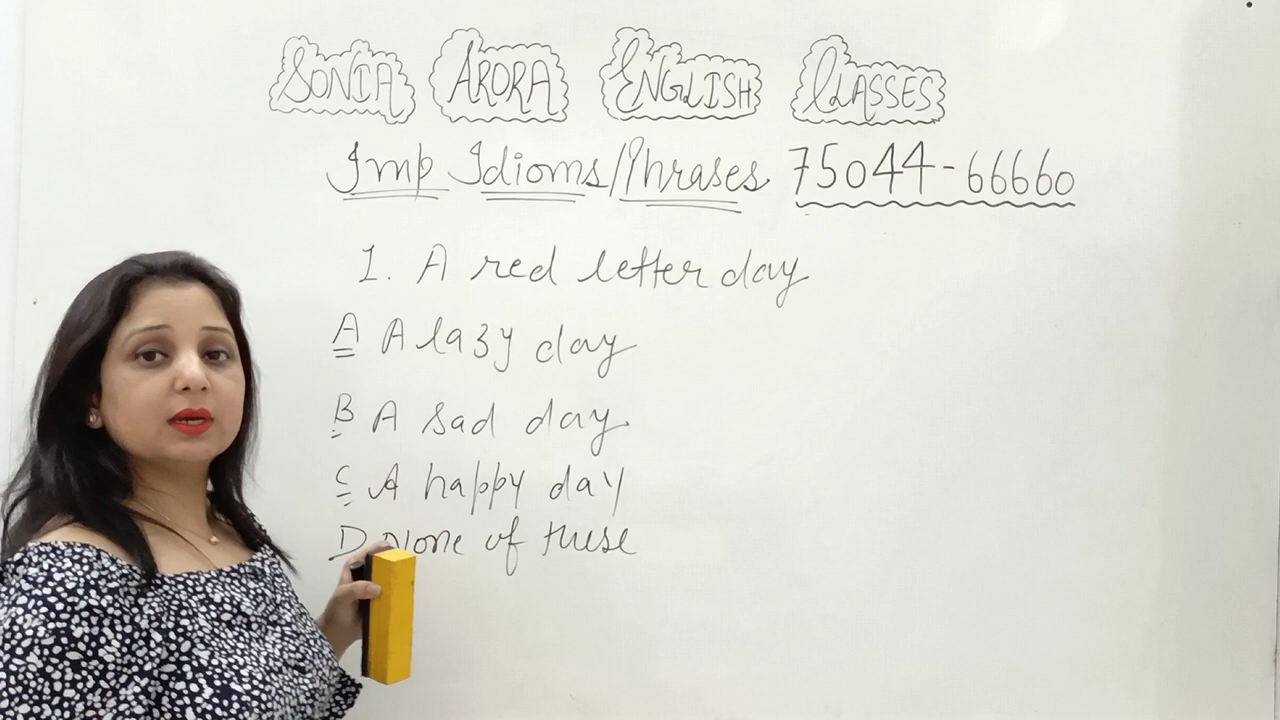 SONIA ARORA ENGLISH CLASSES
Imp Idioms/Phrases 75044-66660
1. A red letter day
A A lazy day
B A sad day
C A happy day
D None of these